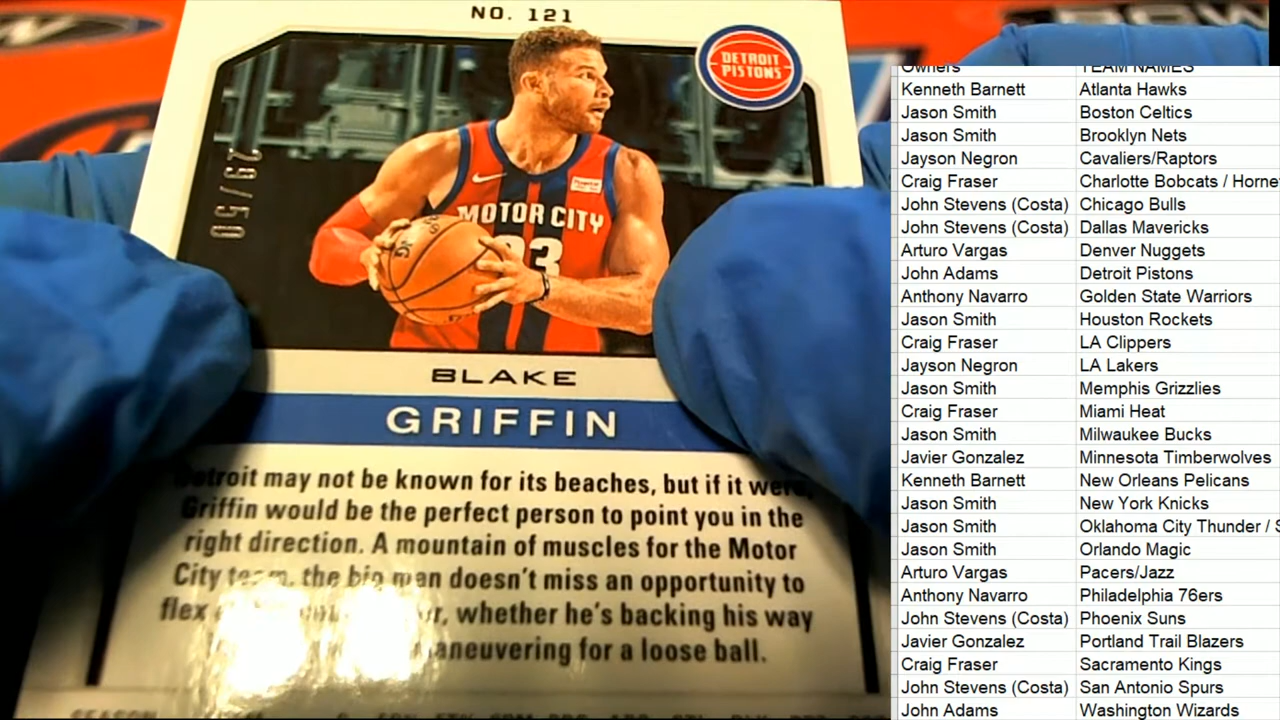 NO. 121
DETROIT
PISTONS
29/50
MOTOR CITY
BLAKE
GRIFFIN
Detroit may not be known for its beaches, but if it were,
Griffin would be the perfect person to point you in the
right direction. A mountain of muscles for the Motor
City team, the big man doesn't miss an opportunity to
flex whether he's backing his way
maneuvering for a loose ball.
SEASON
Owners TEAM NAMES
Kenneth Barnett Atlanta Hawks
Jason Smith Boston Celtics
Jason Smith Brooklyn Nets
Jayson Negron Cavaliers/Raptors
Craig Fraser Charlotte Bobcats / Horne
John Stevens (Costa) Chicago Bulls
John Stevens (Costa) Dallas Mavericks
Arturo Vargas Denver Nuggets
John Adams Detroit Pistons
Anthony Navarro Golden State Warriors
Jason Smith Houston Rockets
Craig Fraser LA Clippers
Jayson Negron LA Lakers
Jason Smith Memphis Grizzlies
Craig Fraser Miami Heat
Jason Smith Milwaukee Bucks
Javier Gonzalez Minnesota Timberwolves
Kenneth Barnett New Orleans Pelicans
Jason Smith New York Knicks
Jason Smith Oklahoma City Thunder / S
Jason Smith Orlando Magic
Arturo Vargas Pacers/Jazz
Anthony Navarro Philadelphia 76ers
John Stevens (Costa) Phoenix Suns
Javier Gonzalez Portland Trail Blazers
Craig Fraser Sacramento Kings
John Stevens (Costa) San Antonio Spurs
John Adams Washington Wizards